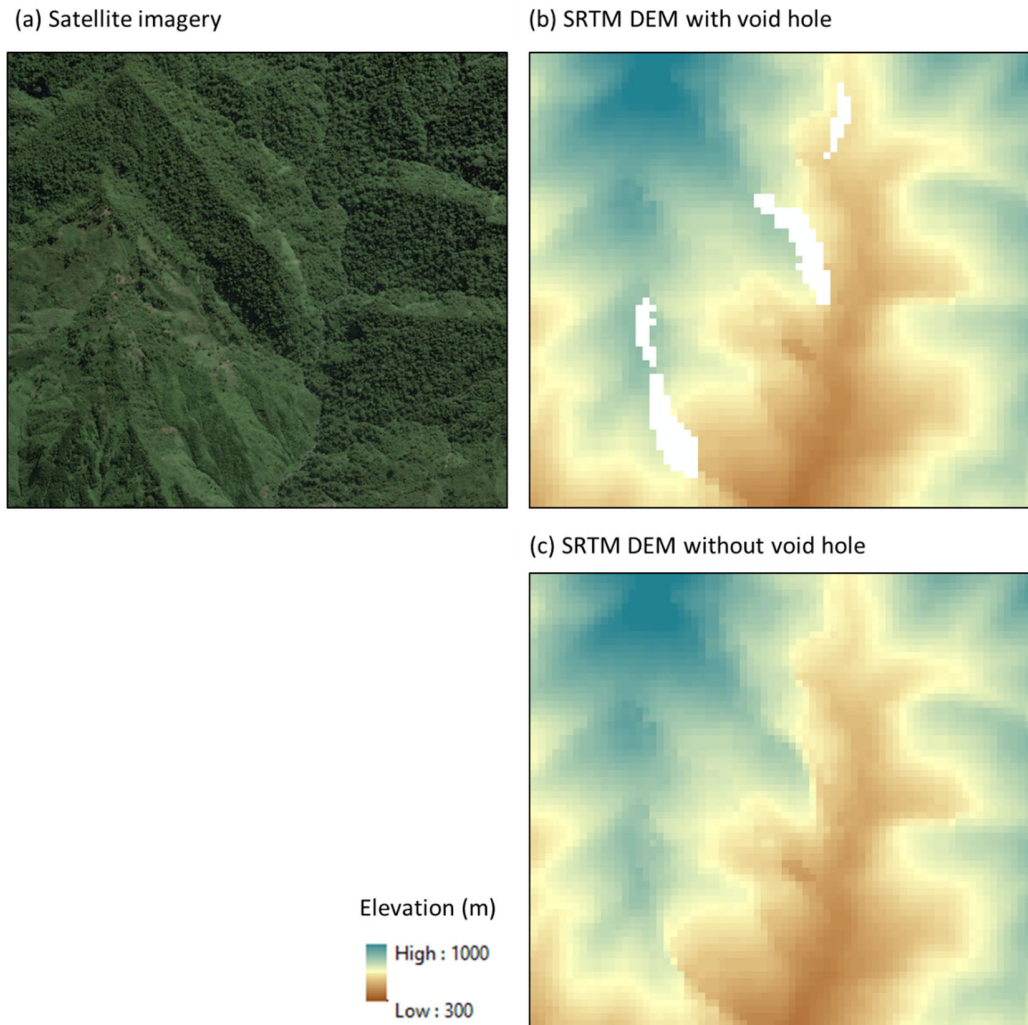 (a) Satellite imagery
(b) SRTM DEM with void hole
(c) SRTM DEM without void hole
Elevation (m)
High : 1000
Low : 300